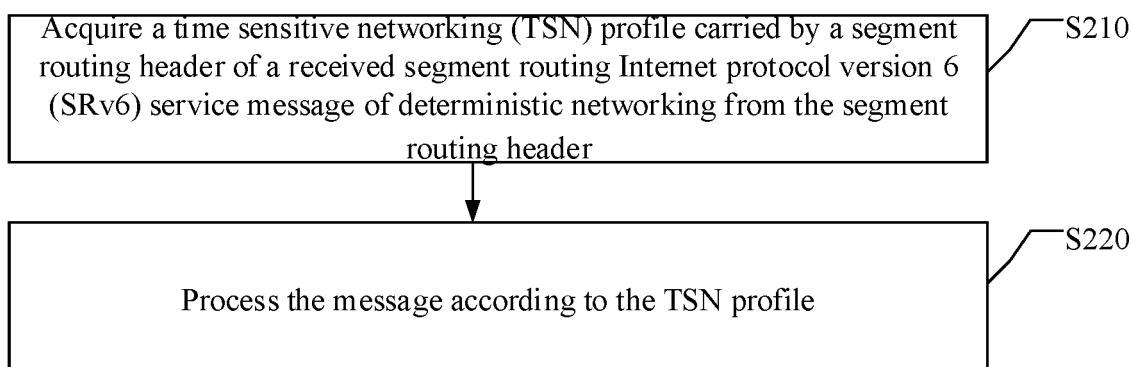 Acquire a time sensitive networking (TSN) profile carried by a segment
S210
routing header of a received segment routing Internet protocol version 6
(SRv6) service message of deterministic networking from the segment
routing header
S220
Process the message according to the TSN profile